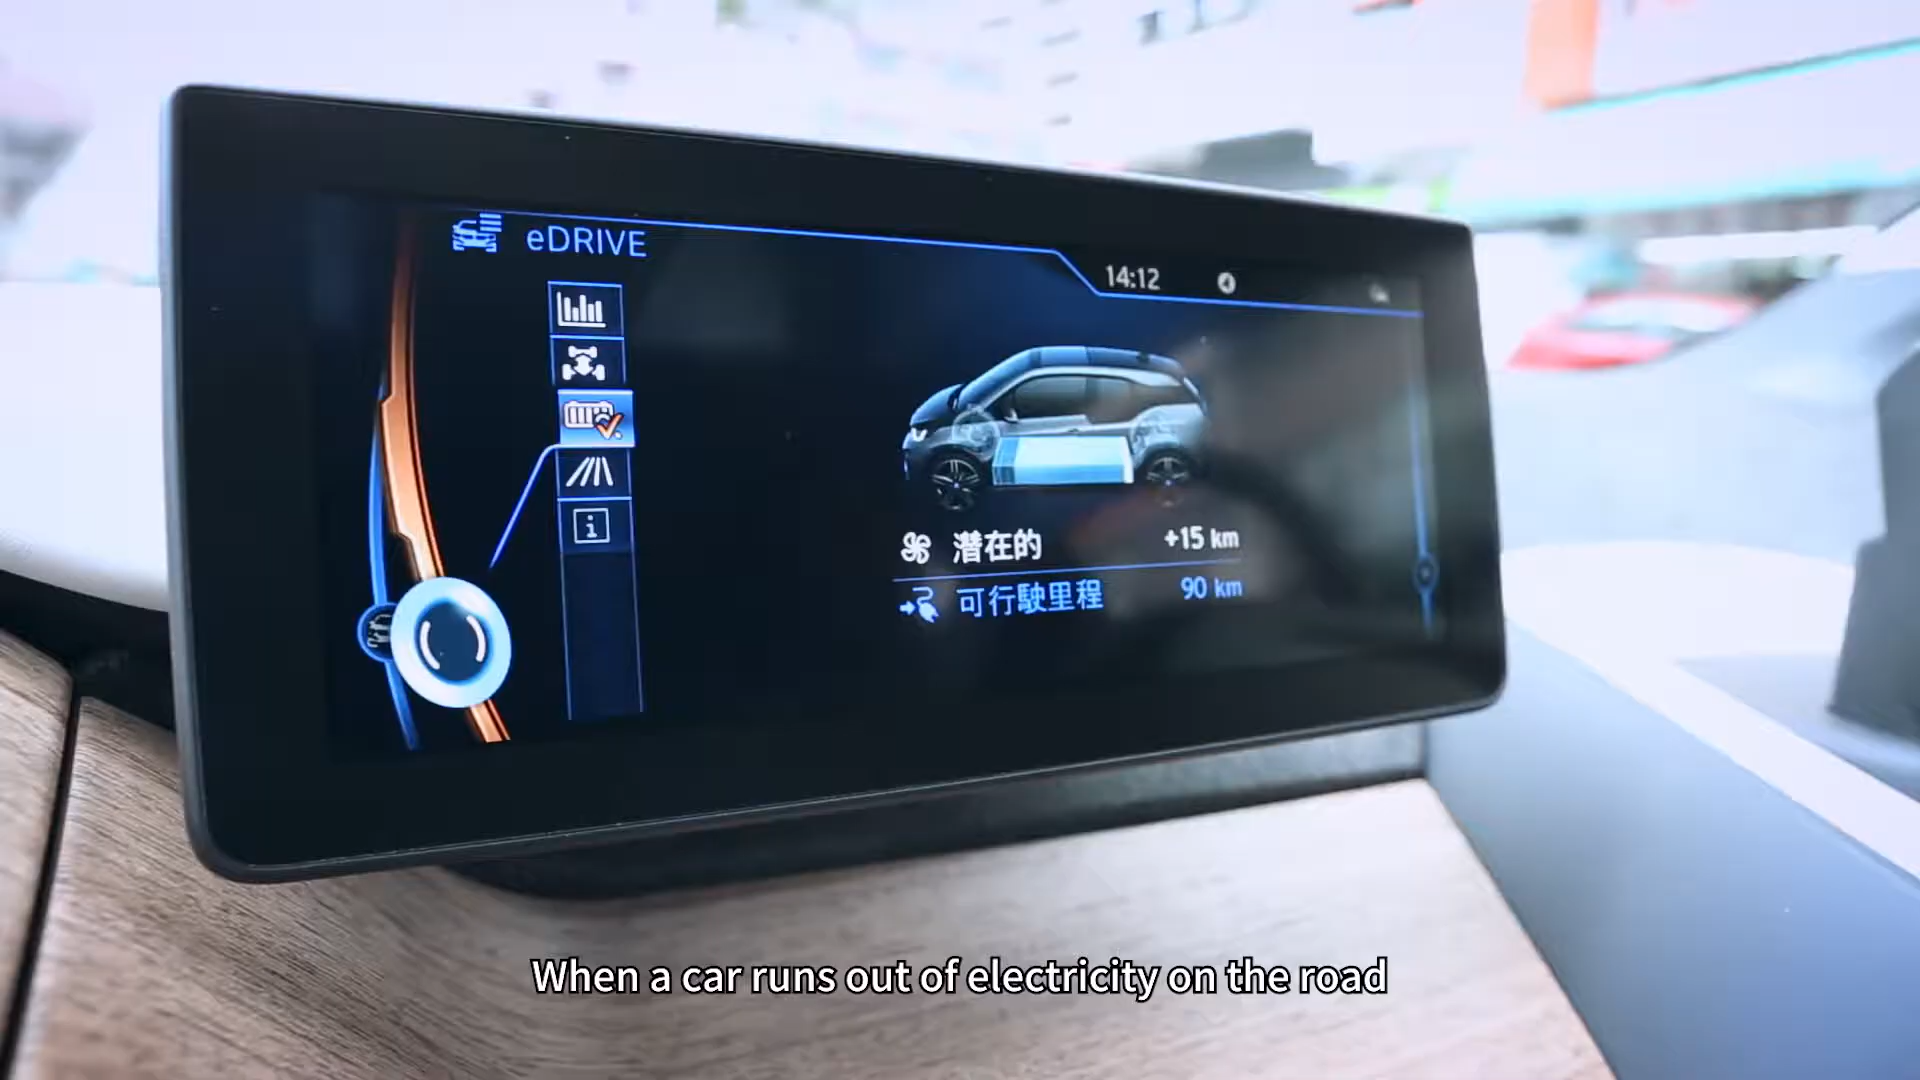 eDRIVE
14:12
潛在的 +15 km
可行駛里程 90 km
When a car runs out of electricity on the road